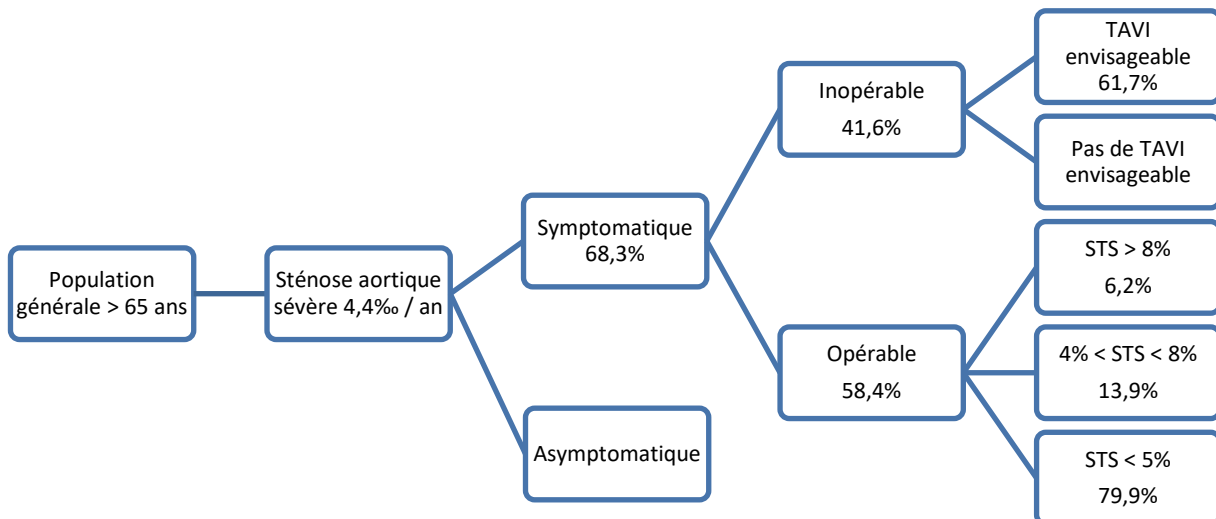 Population
générale > 65 ans
Sténose aortique
sévère 4,4‰ / an
Symptomatique
68,3%
Asymptomatique
Inopérable
41,6%
Opérable
58,4%
TAVI
envisageable
61,7%
Pas de TAVI
envisageable
STS > 8%
6,2%
4% < STS < 8%
13,9%
STS < 5%
79,9%